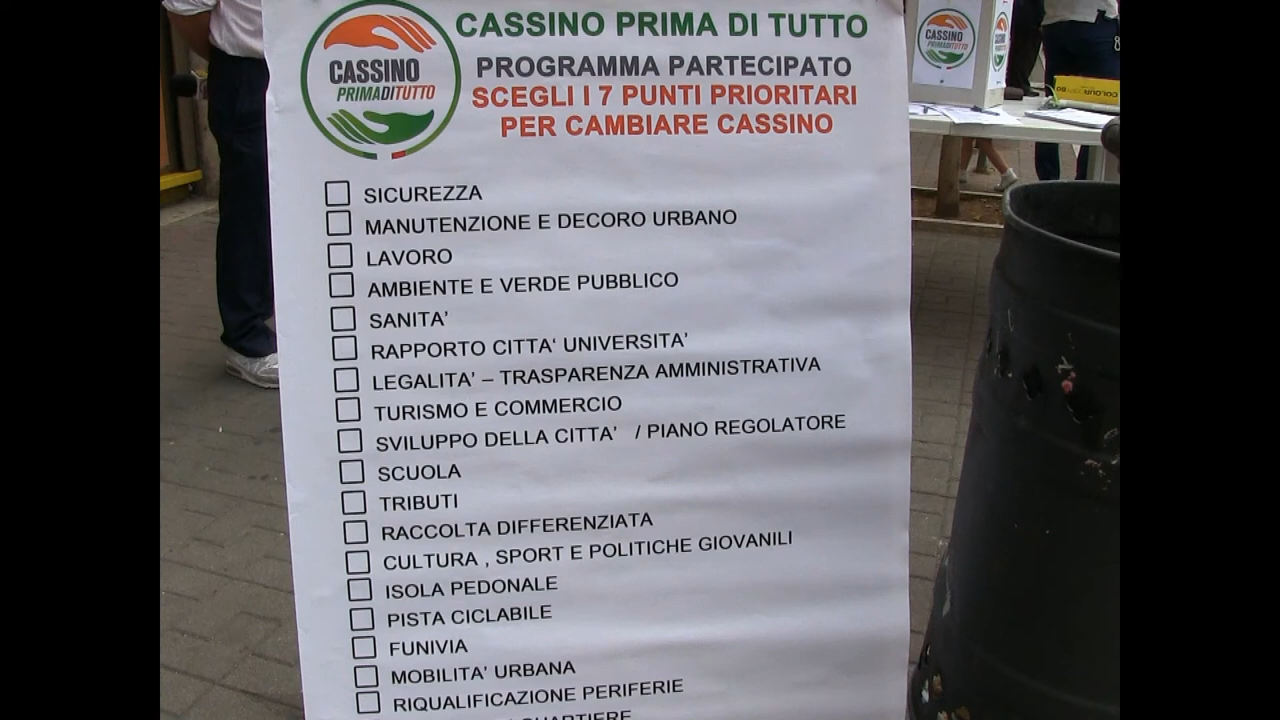 CASSINO PRIMA DI TUTTO
CASSINO
PRIMADITUTTO
PROGRAMMA PARTECIPATO
SCEGLI I 7 PUNTI PRIORITARI
PER CAMBIARE CASSINO
SICUREZZA
MANUTENZIONE E DECORO URBANO
LAVORO
AMBIENTE E VERDE PUBBLICO
SANITA'
RAPPORTO CITTA' UNIVERSITA'
LEGALITA' – TRASPARENZA AMMINISTRATIVA
TURISMO E COMMERCIO
SVILUPPO DELLA CITTA' / PIANO REGOLATORE
SCUOLA
TRIBUTI
RACCOLTA DIFFERENZIATA
CULTURA , SPORT E POLITICHE GIOVANILI
ISOLA PEDONALE
PISTA CICLABILE
FUNIVIA
MOBILITA' URBANA
RIQUALIFICAZIONE PERIFERIE
QUARTIERE
CASSINO
PRIMADITUTTO